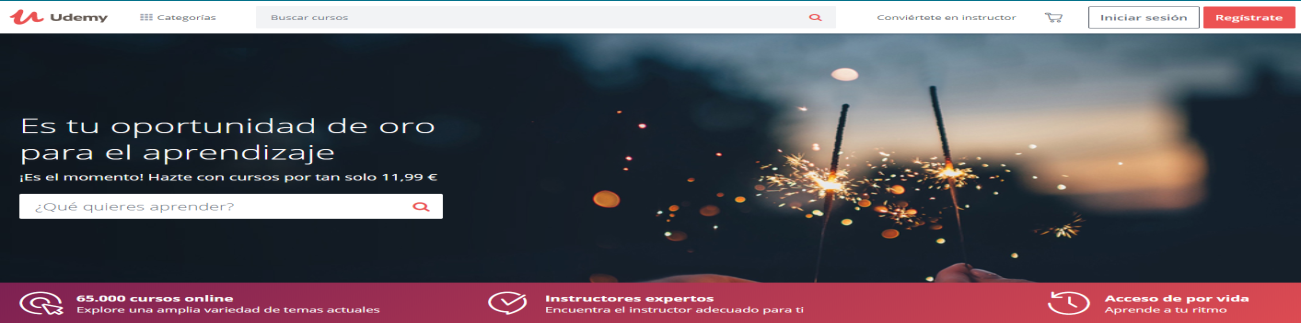 Udemy
Categorías
Buscar cursos
Conviértete en instructor
Iniciar sesión
Regístrate
Es tu oportunidad de oro
para el aprendizaje
¡Es el momento! Hazte con cursos por tan solo 11,99 €
¿Qué quieres aprender?
65.000 cursos online
Explore una amplia variedad de temas actuales
Instructores expertos
Encuentra el instructor adecuado para ti
Acceso de por vida
Aprende a tu ritmo